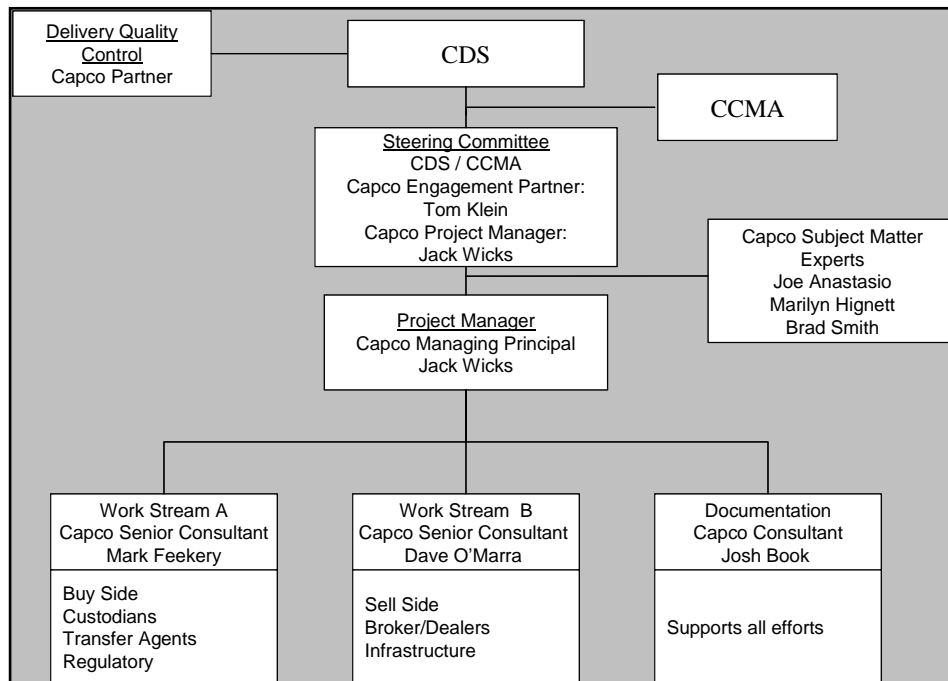 Delivery Quality
Control
Capco Partner
CDS
CCMA
Steering Committee
CDS / CCMA
Capco Engagement Partner:
Tom Klein
Capco Project Manager:
Jack Wicks
Capco Subject Matter
Experts
Joe Anastasio
Marilyn Hignett
Brad Smith
Project Manager
Capco Managing Principal
Jack Wicks
Work Stream A
Capco Senior Consultant
Mark Feekery
Buy Side
Custodians
Transfer Agents
Regulatory
Work Stream B
Capco Senior Consultant
Dave O’Marra
Sell Side
Broker/Dealers
Infrastructure
Documentation
Capco Consultant
Josh Book
Supports all efforts